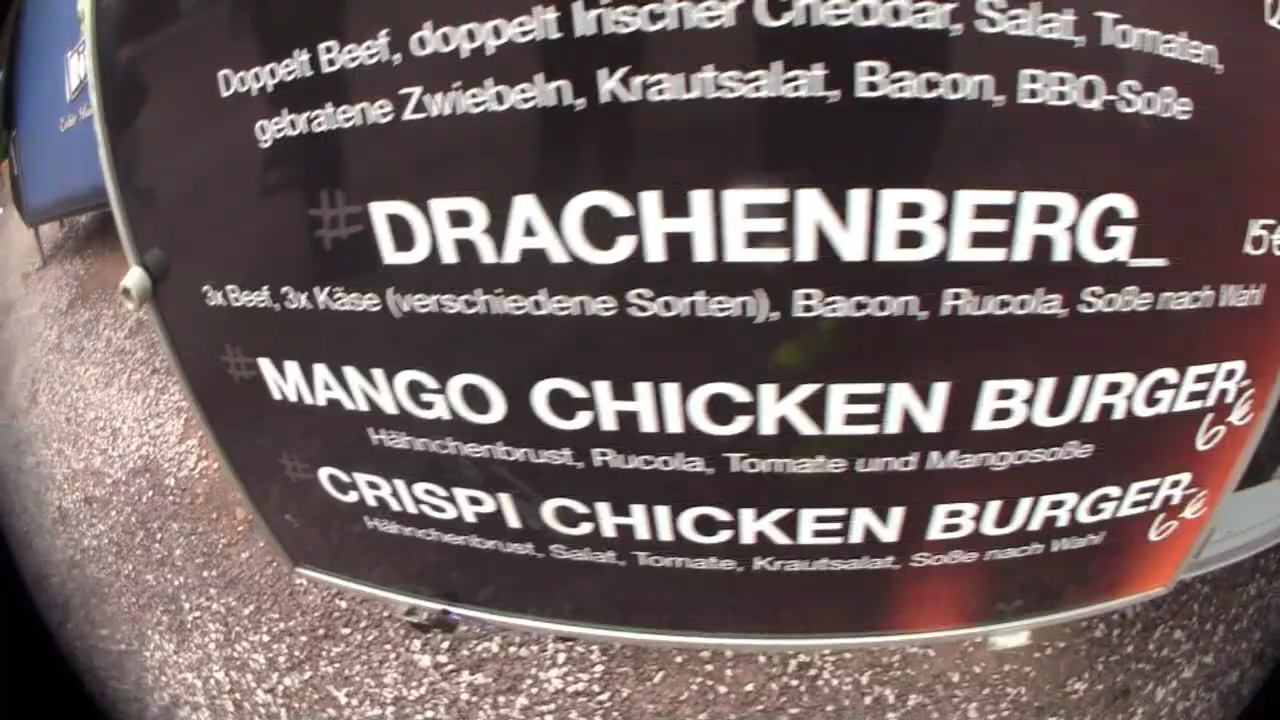 Doppelt Beef, doppelt Irischer Cheddar, Salat, Tomaten,
gebratene Zwiebeln, Krautsalat, Bacon, BBQ-Soße
#DRACHENBERG_ 15€
3x Beef, 3x Käse (verschiedene Sorten), Bacon, Rucola, Soße nach Wahl
#MANGO CHICKEN BURGER 6,-€
Hähnchenbrust, Rucola, Tomate und Mangosoße
#CRISPI CHICKEN BURGER 6,-€
Hähnchenbrust, Salat, Tomate, Krautsalat, Soße nach Wahl